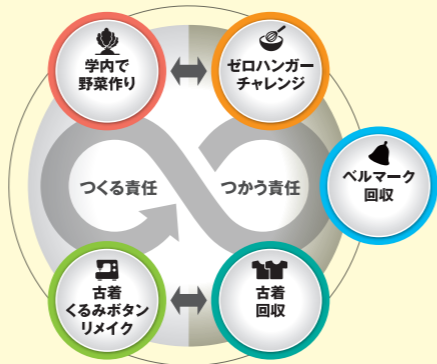 学内で
野菜作り
ゼロハンガー
チャレンジ
つくる責任
つかう責任
ベルマーク
回収
古着
くるみボタン
リメイク
古着
回収